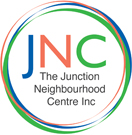 JNC
The Junction
Neighbourhood
Centre Inc